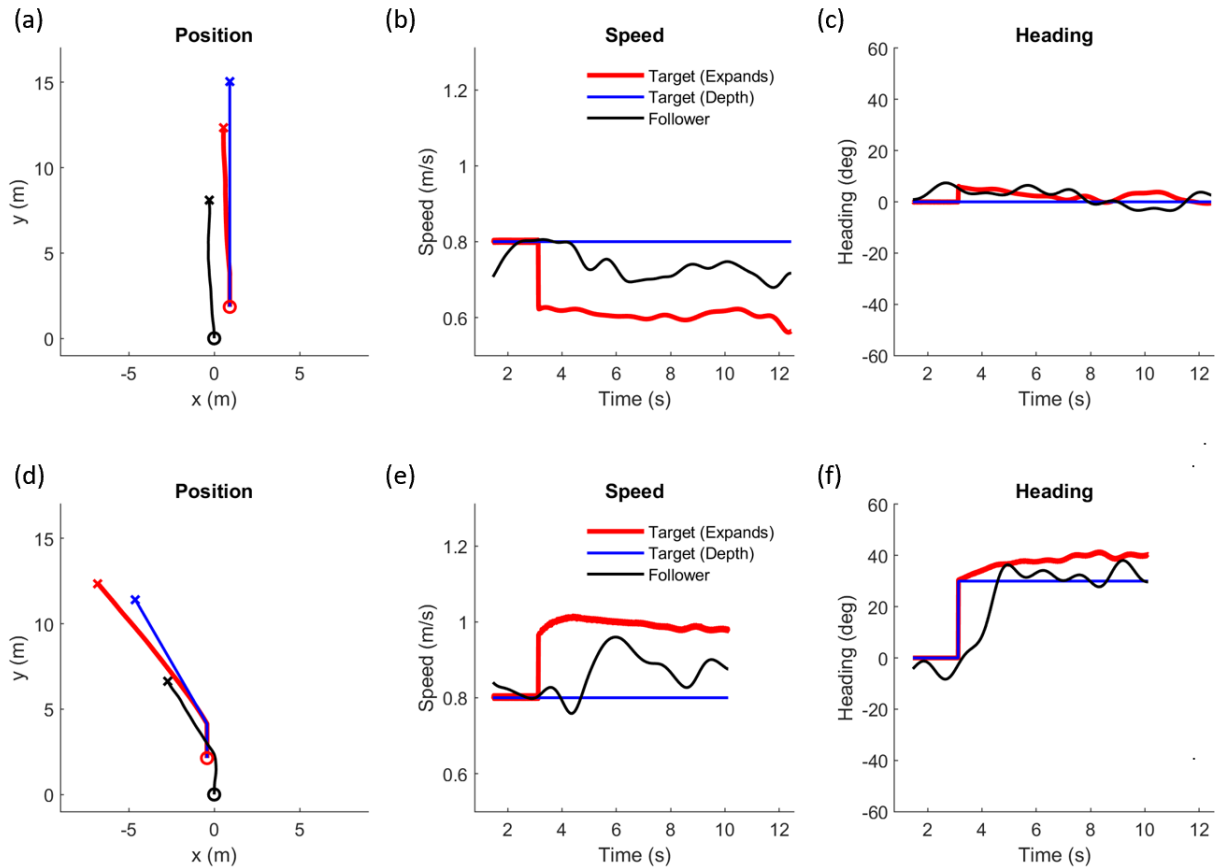 (a)
Position
y (m)
15
10
5
0
-5 0 5
x (m)
(b)
Speed
Target (Expands)
Target (Depth)
Follower
Speed (m/s)
1.2
1
0.8
0.6
2 4 6 8 10 12
Time (s)
(c)
Heading
Heading (deg)
60
40
20
0
-20
-40
-60
2 4 6 8 10 12
Time (s)
(d)
Position
y (m)
15
10
5
0
-5 0 5
x (m)
(e)
Speed
Target (Expands)
Target (Depth)
Follower
Speed (m/s)
1.2
1
0.8
0.6
2 4 6 8 10 12
Time (s)
(f)
Heading
Heading (deg)
60
40
20
0
-20
-40
-60
2 4 6 8 10 12
Time (s)